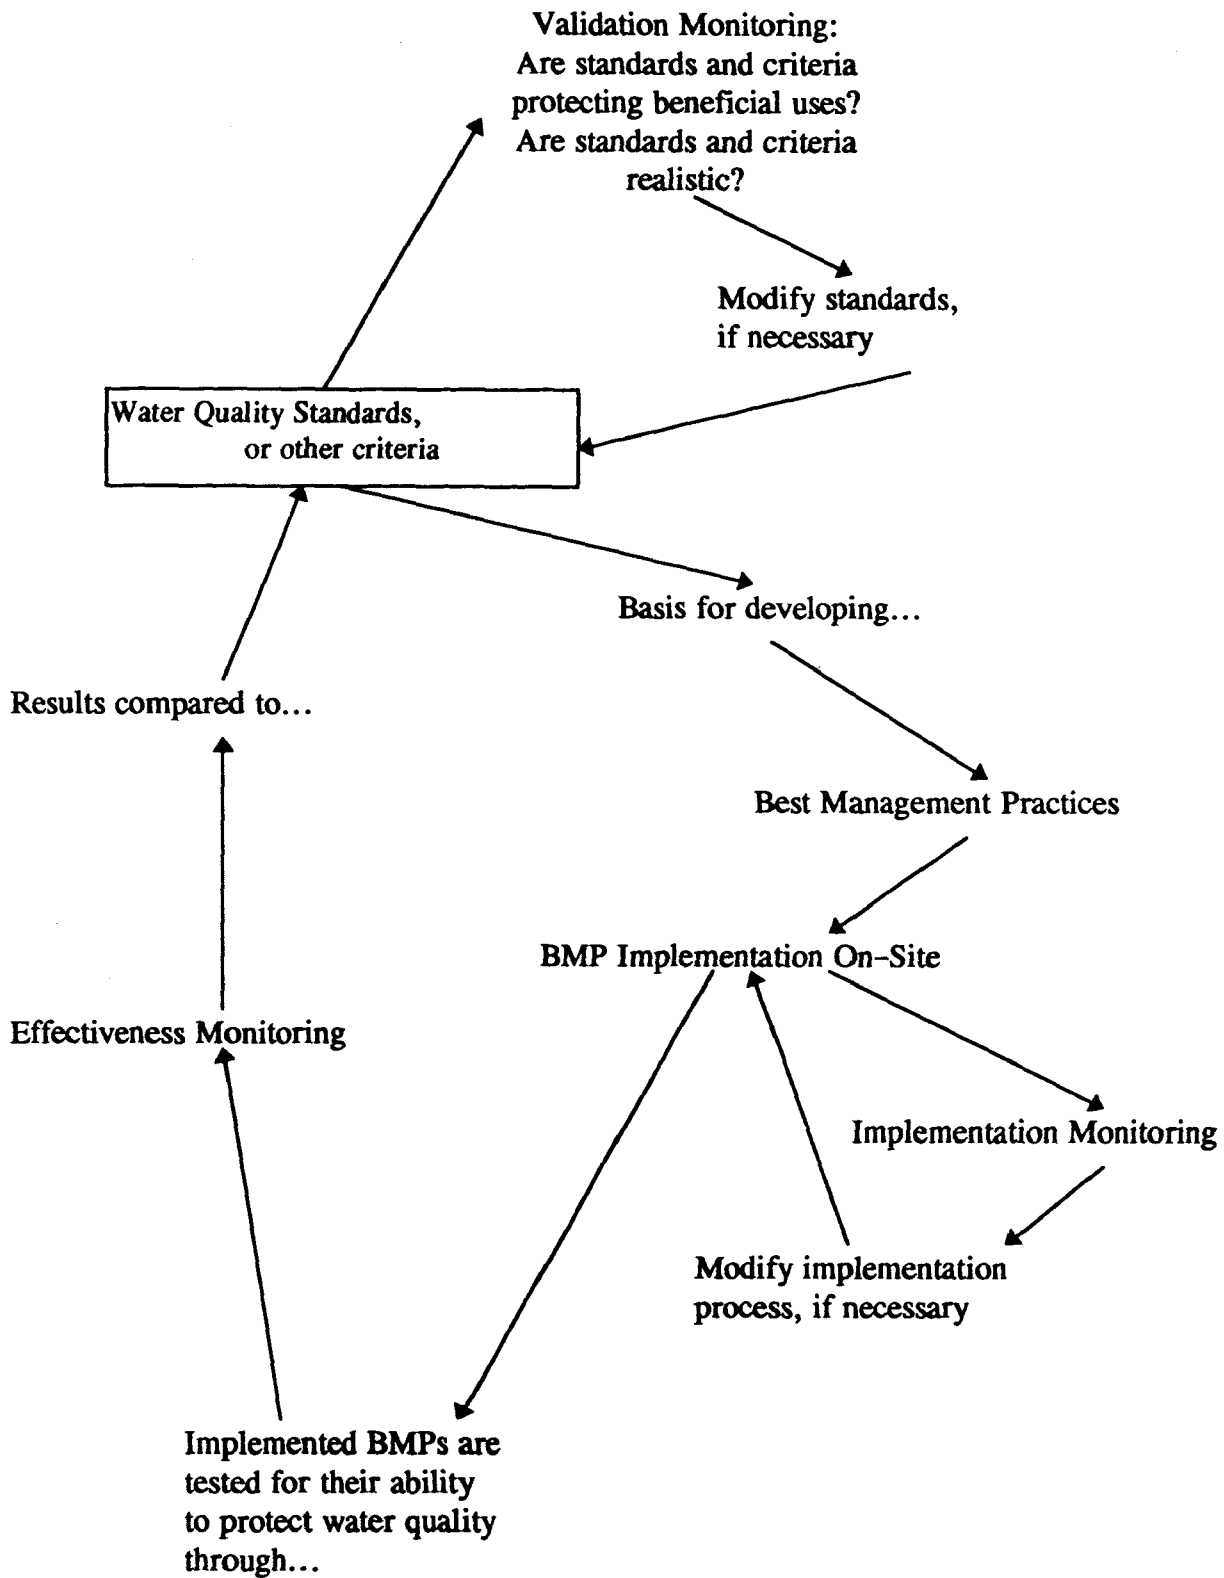 Validation Monitoring:
Are standards and criteria
protecting beneficial uses?
Are standards and criteria
realistic?
Modify standards,
if necessary
Water Quality Standards,
or other criteria
Basis for developing...
Results compared to...
Best Management Practices
BMP Implementation On-Site
Effectiveness Monitoring
Implementation Monitoring
Modify implementation
process, if necessary
Implemented BMPs are
tested for their ability
to protect water quality
through...